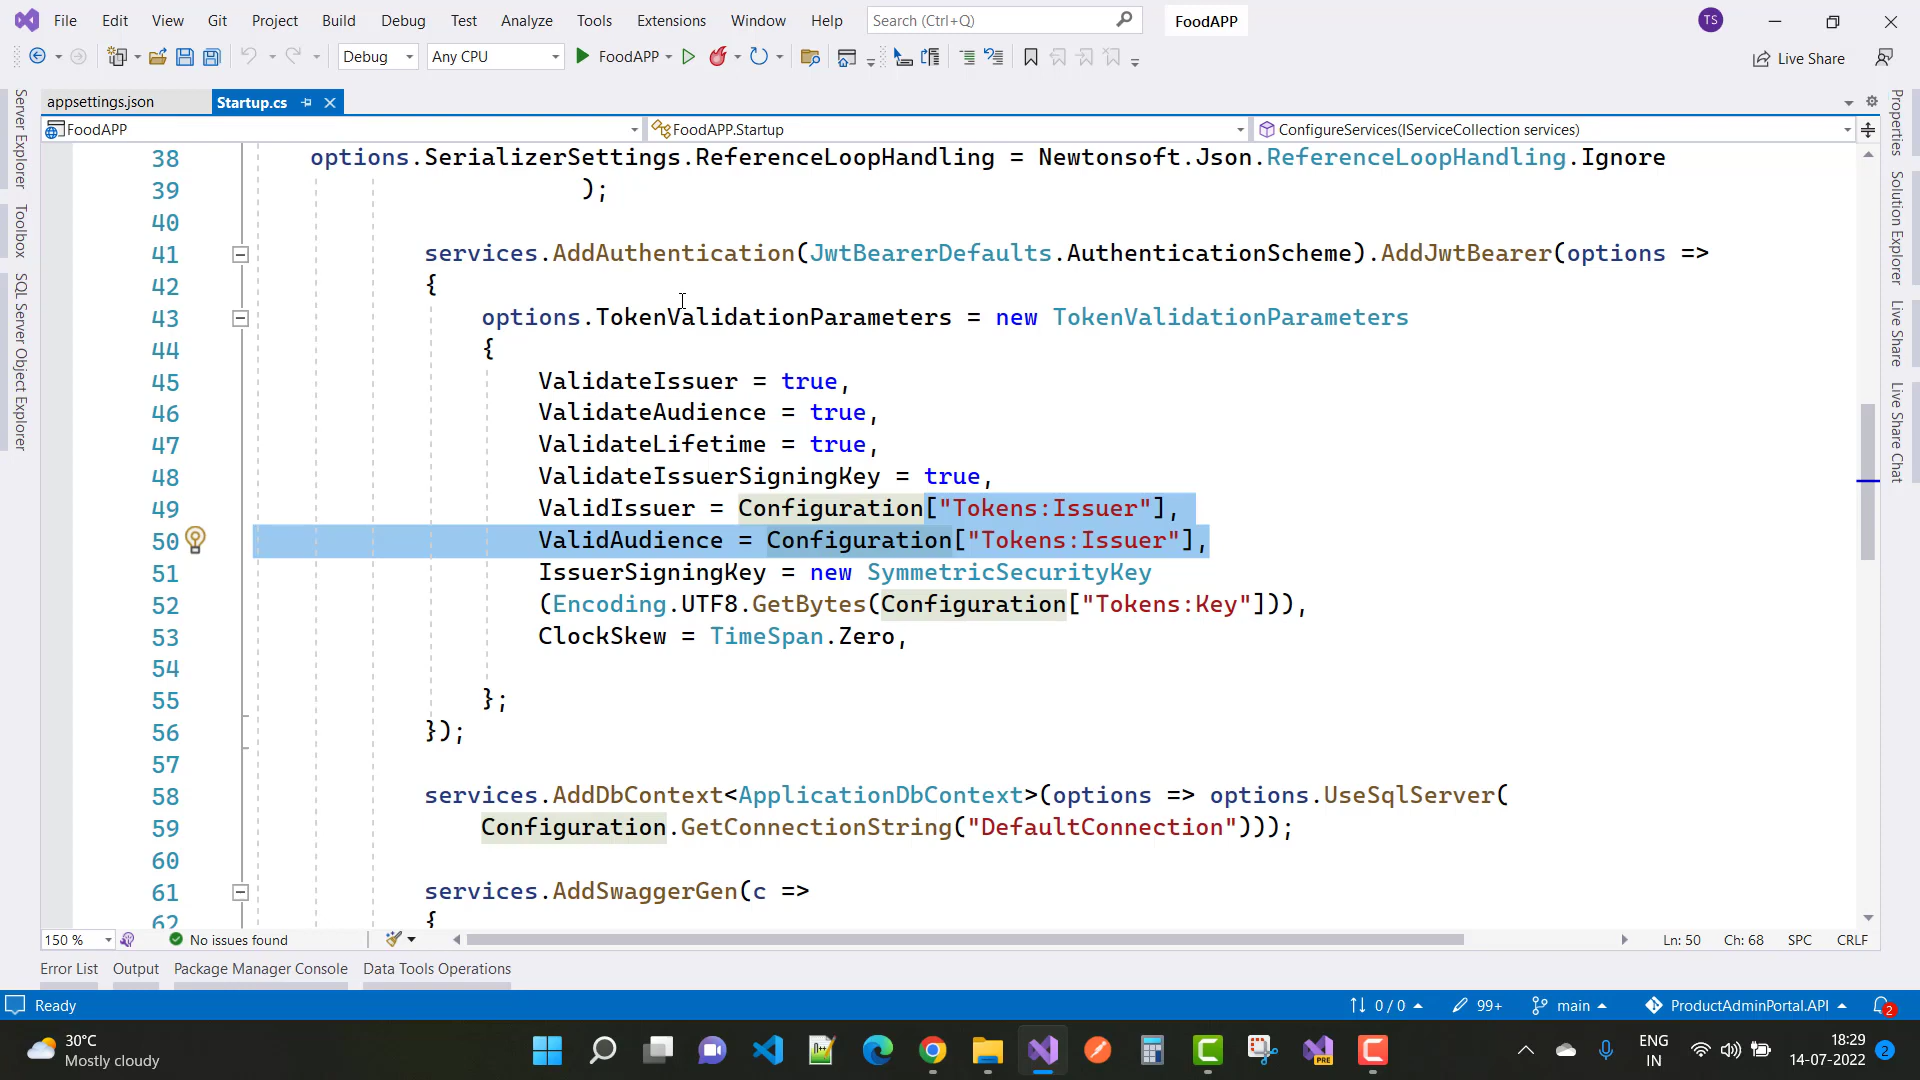 File Edit View Git Project Build Debug Test Analyze Tools Extensions Window Help Search (Ctrl+Q) FoodAPP TS
Debug Any CPU FoodAPP Live Share
appsettings.json Startup.cs
FoodAPP FoodAPP.Startup ConfigureServices(IServiceCollection services)
Server Explorer
Toolbox
SQL Server Object Explorer
38 options.SerializerSettings.ReferenceLoopHandling = Newtonsoft.Json.ReferenceLoopHandling.Ignore
39 );
40
41 services.AddAuthentication(JwtBearerDefaults.AuthenticationScheme).AddJwtBearer(options =>
42 {
43 options.TokenValidationParameters = new TokenValidationParameters
44 {
45 ValidateIssuer = true,
46 ValidateAudience = true,
47 ValidateLifetime = true,
48 ValidateIssuerSigningKey = true,
49 ValidIssuer = Configuration["Tokens:Issuer"],
50 ValidAudience = Configuration["Tokens:Issuer"],
51 IssuerSigningKey = new SymmetricSecurityKey
52 (Encoding.UTF8.GetBytes(Configuration["Tokens:Key"])),
53 ClockSkew = TimeSpan.Zero,
54
55 };
56 });
57
58 services.AddDbContext<ApplicationDbContext>(options => options.UseSqlServer(
59 Configuration.GetConnectionString("DefaultConnection")));
60
61 services.AddSwaggerGen(c =>
62 {
Properties
Solution Explorer
Live Share
Live Share Chat
150 % No issues found Ln: 50 Ch: 68 SPC CRLF
Error List Output Package Manager Console Data Tools Operations
Ready 0 / 0 99+ main ProductAdminPortal.API 2
30°C
Mostly cloudy
PRE
ENG
IN
18:29
14-07-2022
2